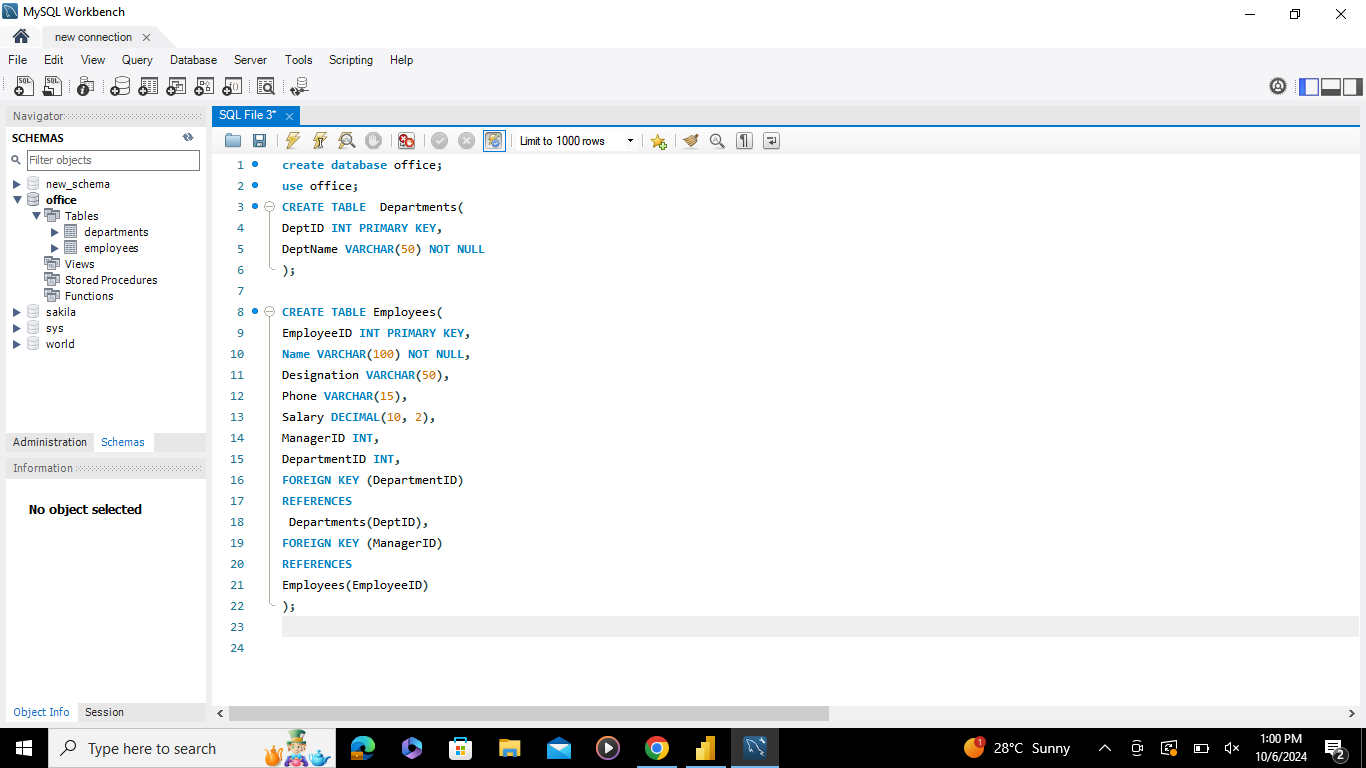 MySQL Workbench
new connection
File Edit View Query Database Server Tools Scripting Help
Navigator
SCHEMAS
Filter objects
new_schema
office
Tables
departments
employees
Views
Stored Procedures
Functions
sakila
sys
world
Administration Schemas
Information
No object selected
Object Info Session
SQL File 3*
Limit to 1000 rows
1 create database office;
2 use office;
3 CREATE TABLE  Departments(
4 DeptID INT PRIMARY KEY,
5 DeptName VARCHAR(50) NOT NULL
6 );
7
8 CREATE TABLE Employees(
9 EmployeeID INT PRIMARY KEY,
10 Name VARCHAR(100) NOT NULL,
11 Designation VARCHAR(50),
12 Phone VARCHAR(15),
13 Salary DECIMAL(10, 2),
14 ManagerID INT,
15 DepartmentID INT,
16 FOREIGN KEY (DepartmentID)
17 REFERENCES
18  Departments(DeptID),
19 FOREIGN KEY (ManagerID)
20 REFERENCES
21 Employees(EmployeeID)
22 );
23
24
Type here to search
1
28°C Sunny
1:00 PM
10/6/2024
2